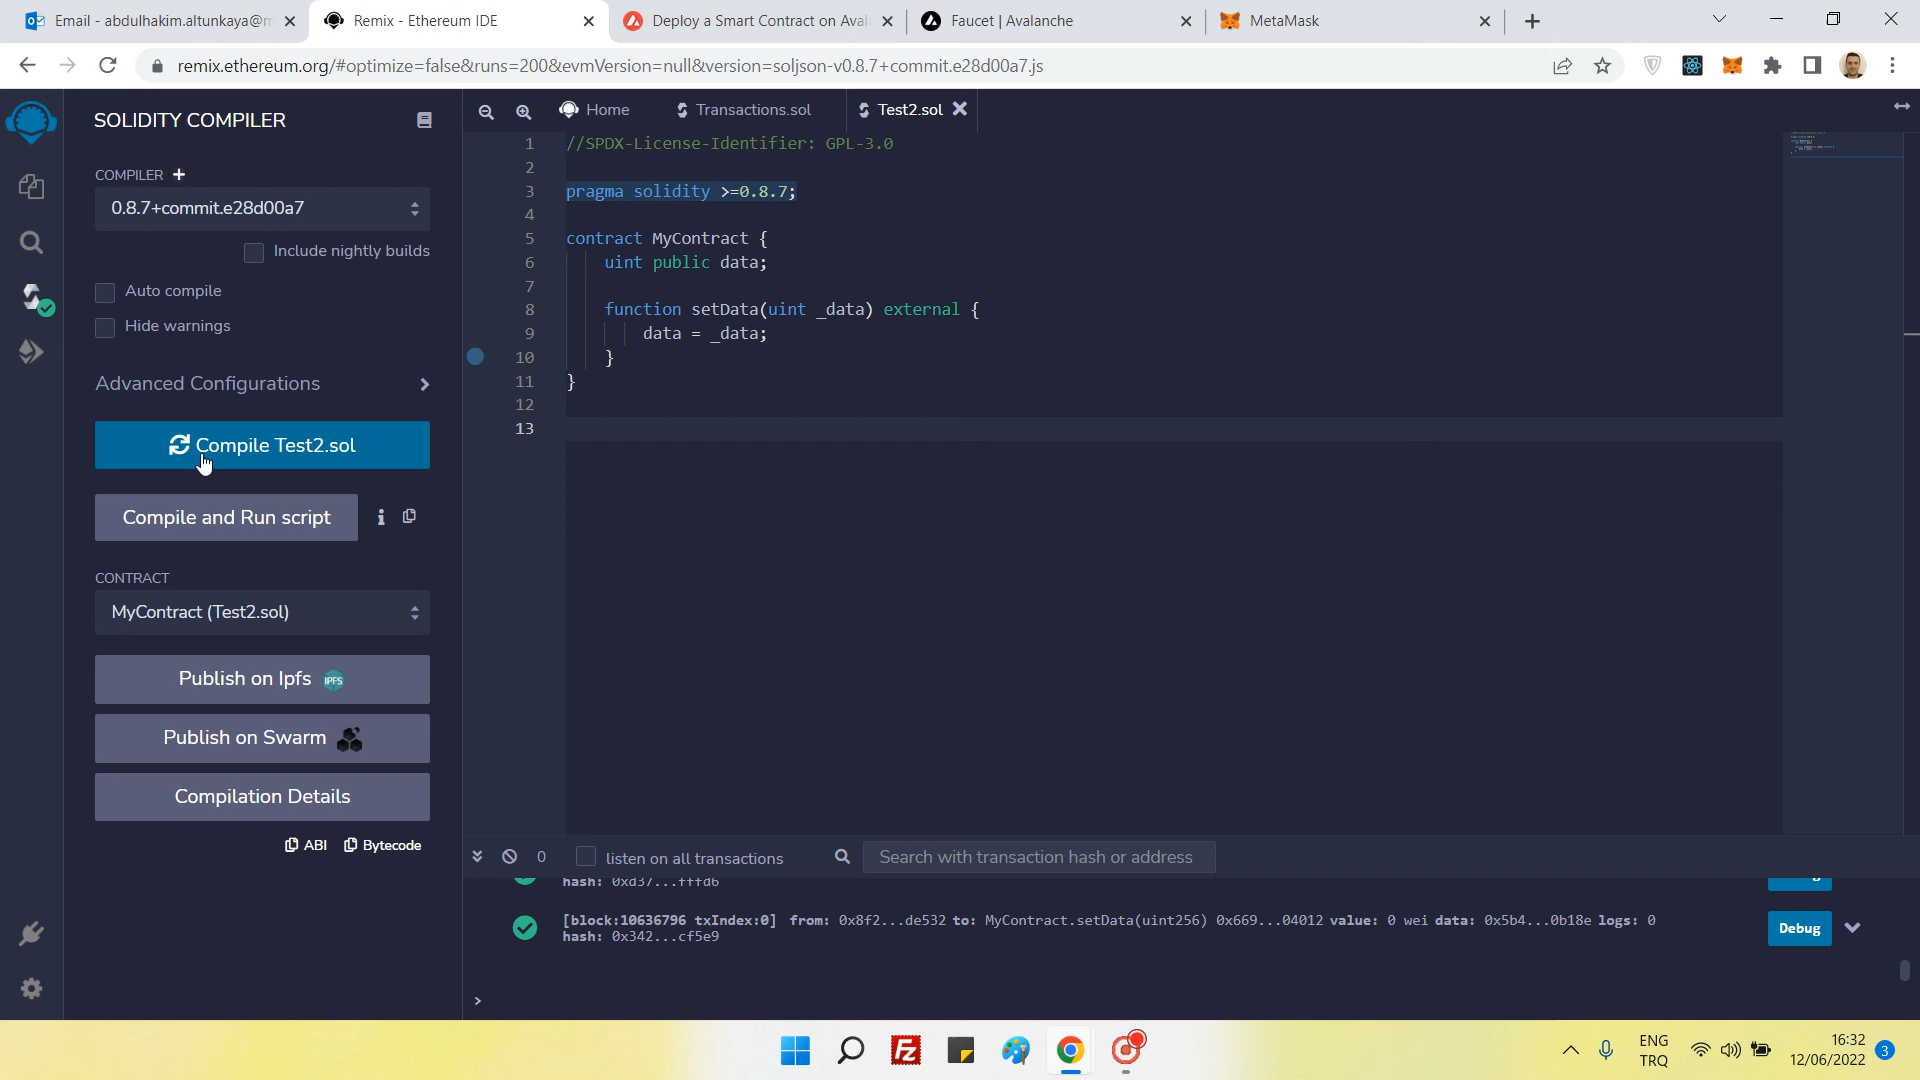 Email - abdulhakim.altunkaya@m
Remix - Ethereum IDE
Deploy a Smart Contract on Aval
Faucet | Avalanche
MetaMask
remix.ethereum.org/#optimize=false&runs=200&evmVersion=null&version=soljson-v0.8.7+commit.e28d00a7.js
SOLIDITY COMPILER
COMPILER +
0.8.7+commit.e28d00a7
Include nightly builds
Auto compile
Hide warnings
Advanced Configurations
Compile Test2.sol
Compile and Run script
CONTRACT
MyContract (Test2.sol)
Publish on Ipfs IPFS
Publish on Swarm
Compilation Details
ABI Bytecode
Home
Transactions.sol
Test2.sol
1 //SPDX-License-Identifier: GPL-3.0
2
3 pragma solidity >=0.8.7;
4
5 contract MyContract {
6 uint public data;
7
8 function setData(uint _data) external {
9 data = _data;
10 }
11 }
12
13
0 listen on all transactions Search with transaction hash or address
hash: 0xd37...fffd6
[block:10636796 txIndex:0] from: 0x8f2...de532 to: MyContract.setData(uint256) 0x669...04012 value: 0 wei data: 0x5b4...0b18e logs: 0
hash: 0x342...cf5e9
Debug
>
ENG
TRQ
16:32
12/06/2022
3